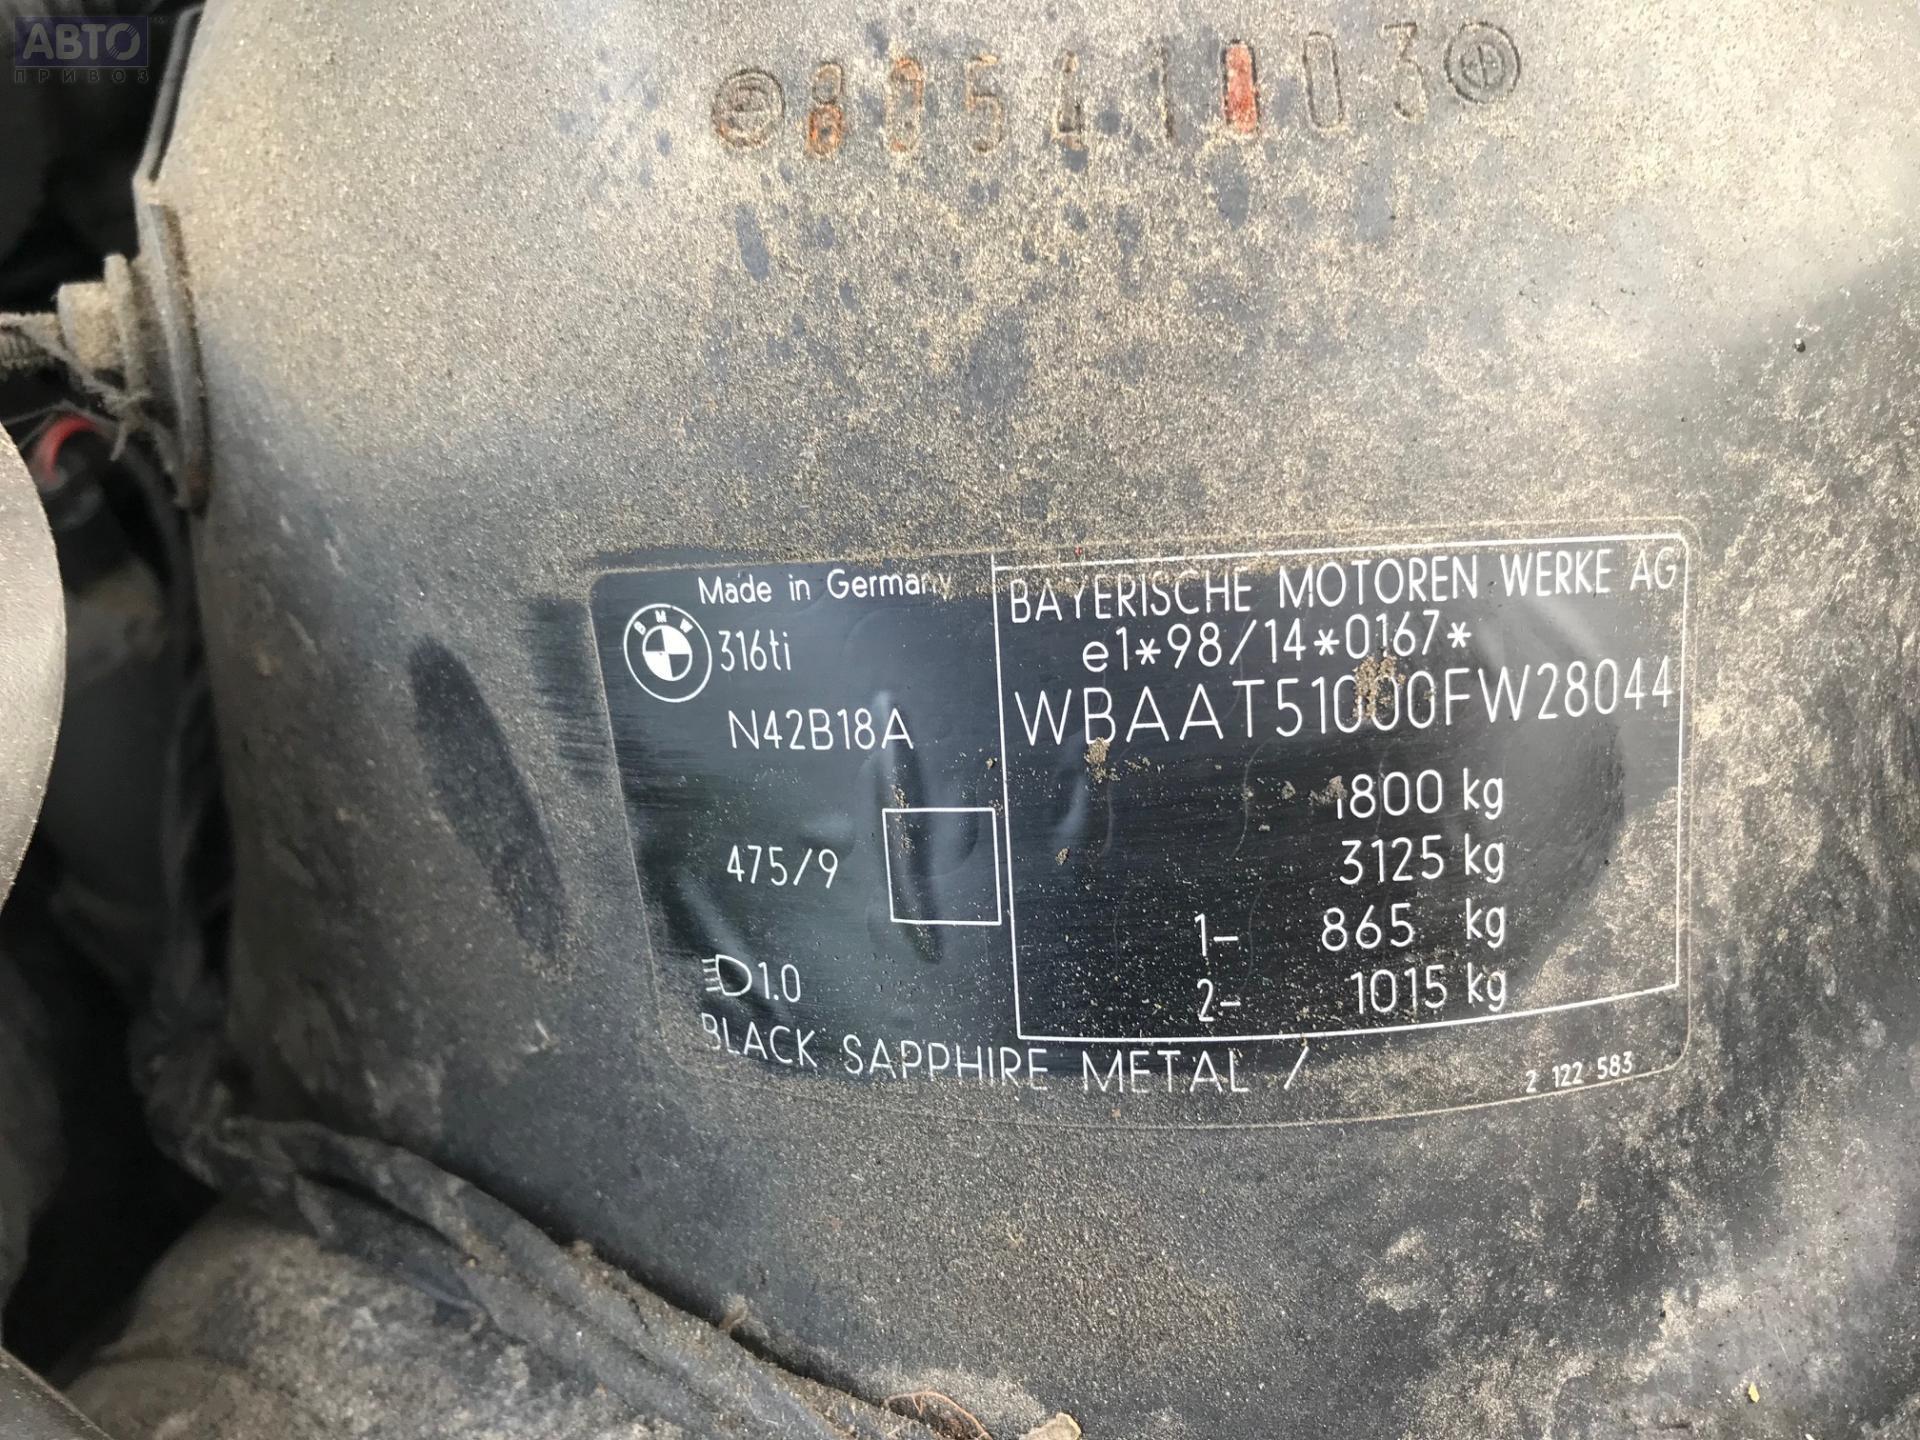 АВТО
ПРИВОЗ
Made in Germany
BMW
316ti
N42B18A
475/9
1.0
BLACK SAPPHIRE METAL /
BAYERISCHE MOTOREN WERKE AG
e1*98/14*0167*
WBAAT51000FW28044
1800 kg
3125 kg
1- 865 kg
2- 1015 kg
2 122 583